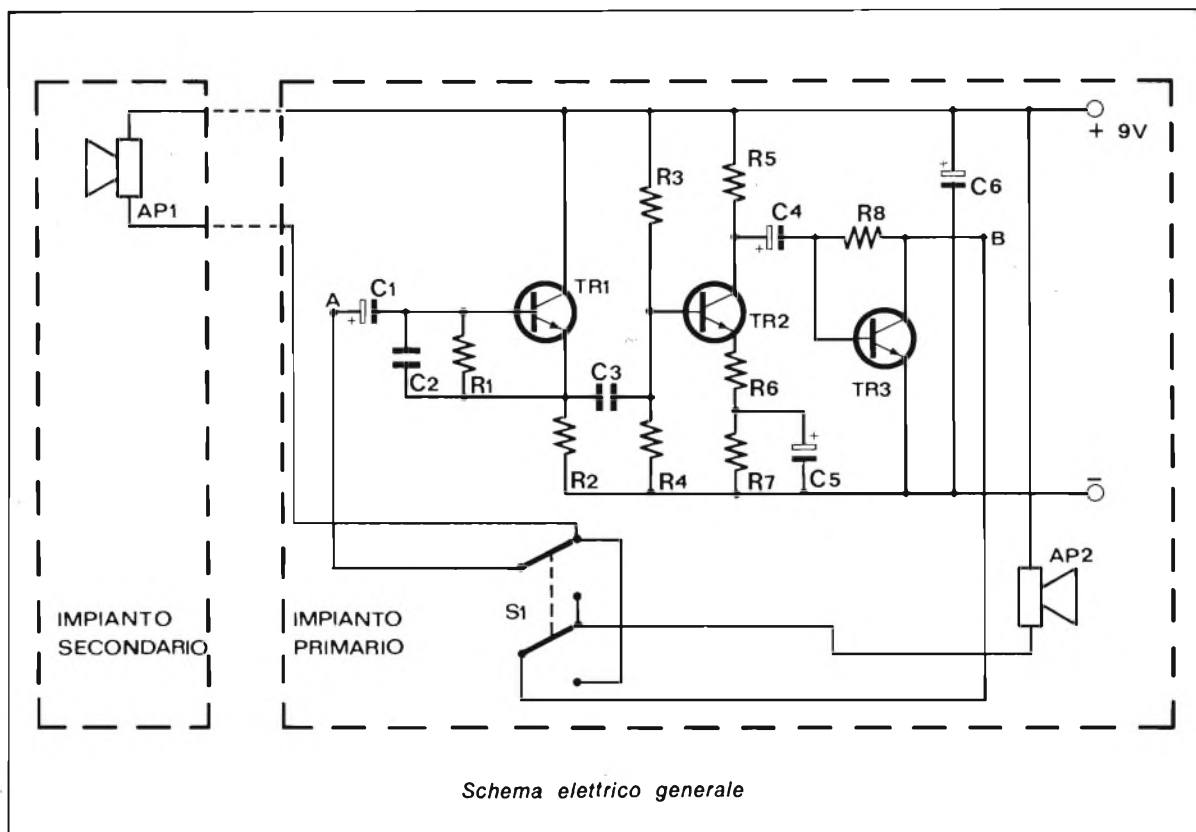 + 9V
R5
R3
C4
R8
+
C6
AP1
+
B
A
C1
TR1
+
TR2
C2
R1
C3
R6
TR3
+
R2
R4
R7
C5
–
AP2
S1
IMPIANTO
SECONDARIO
IMPIANTO
PRIMARIO
Schema elettrico generale